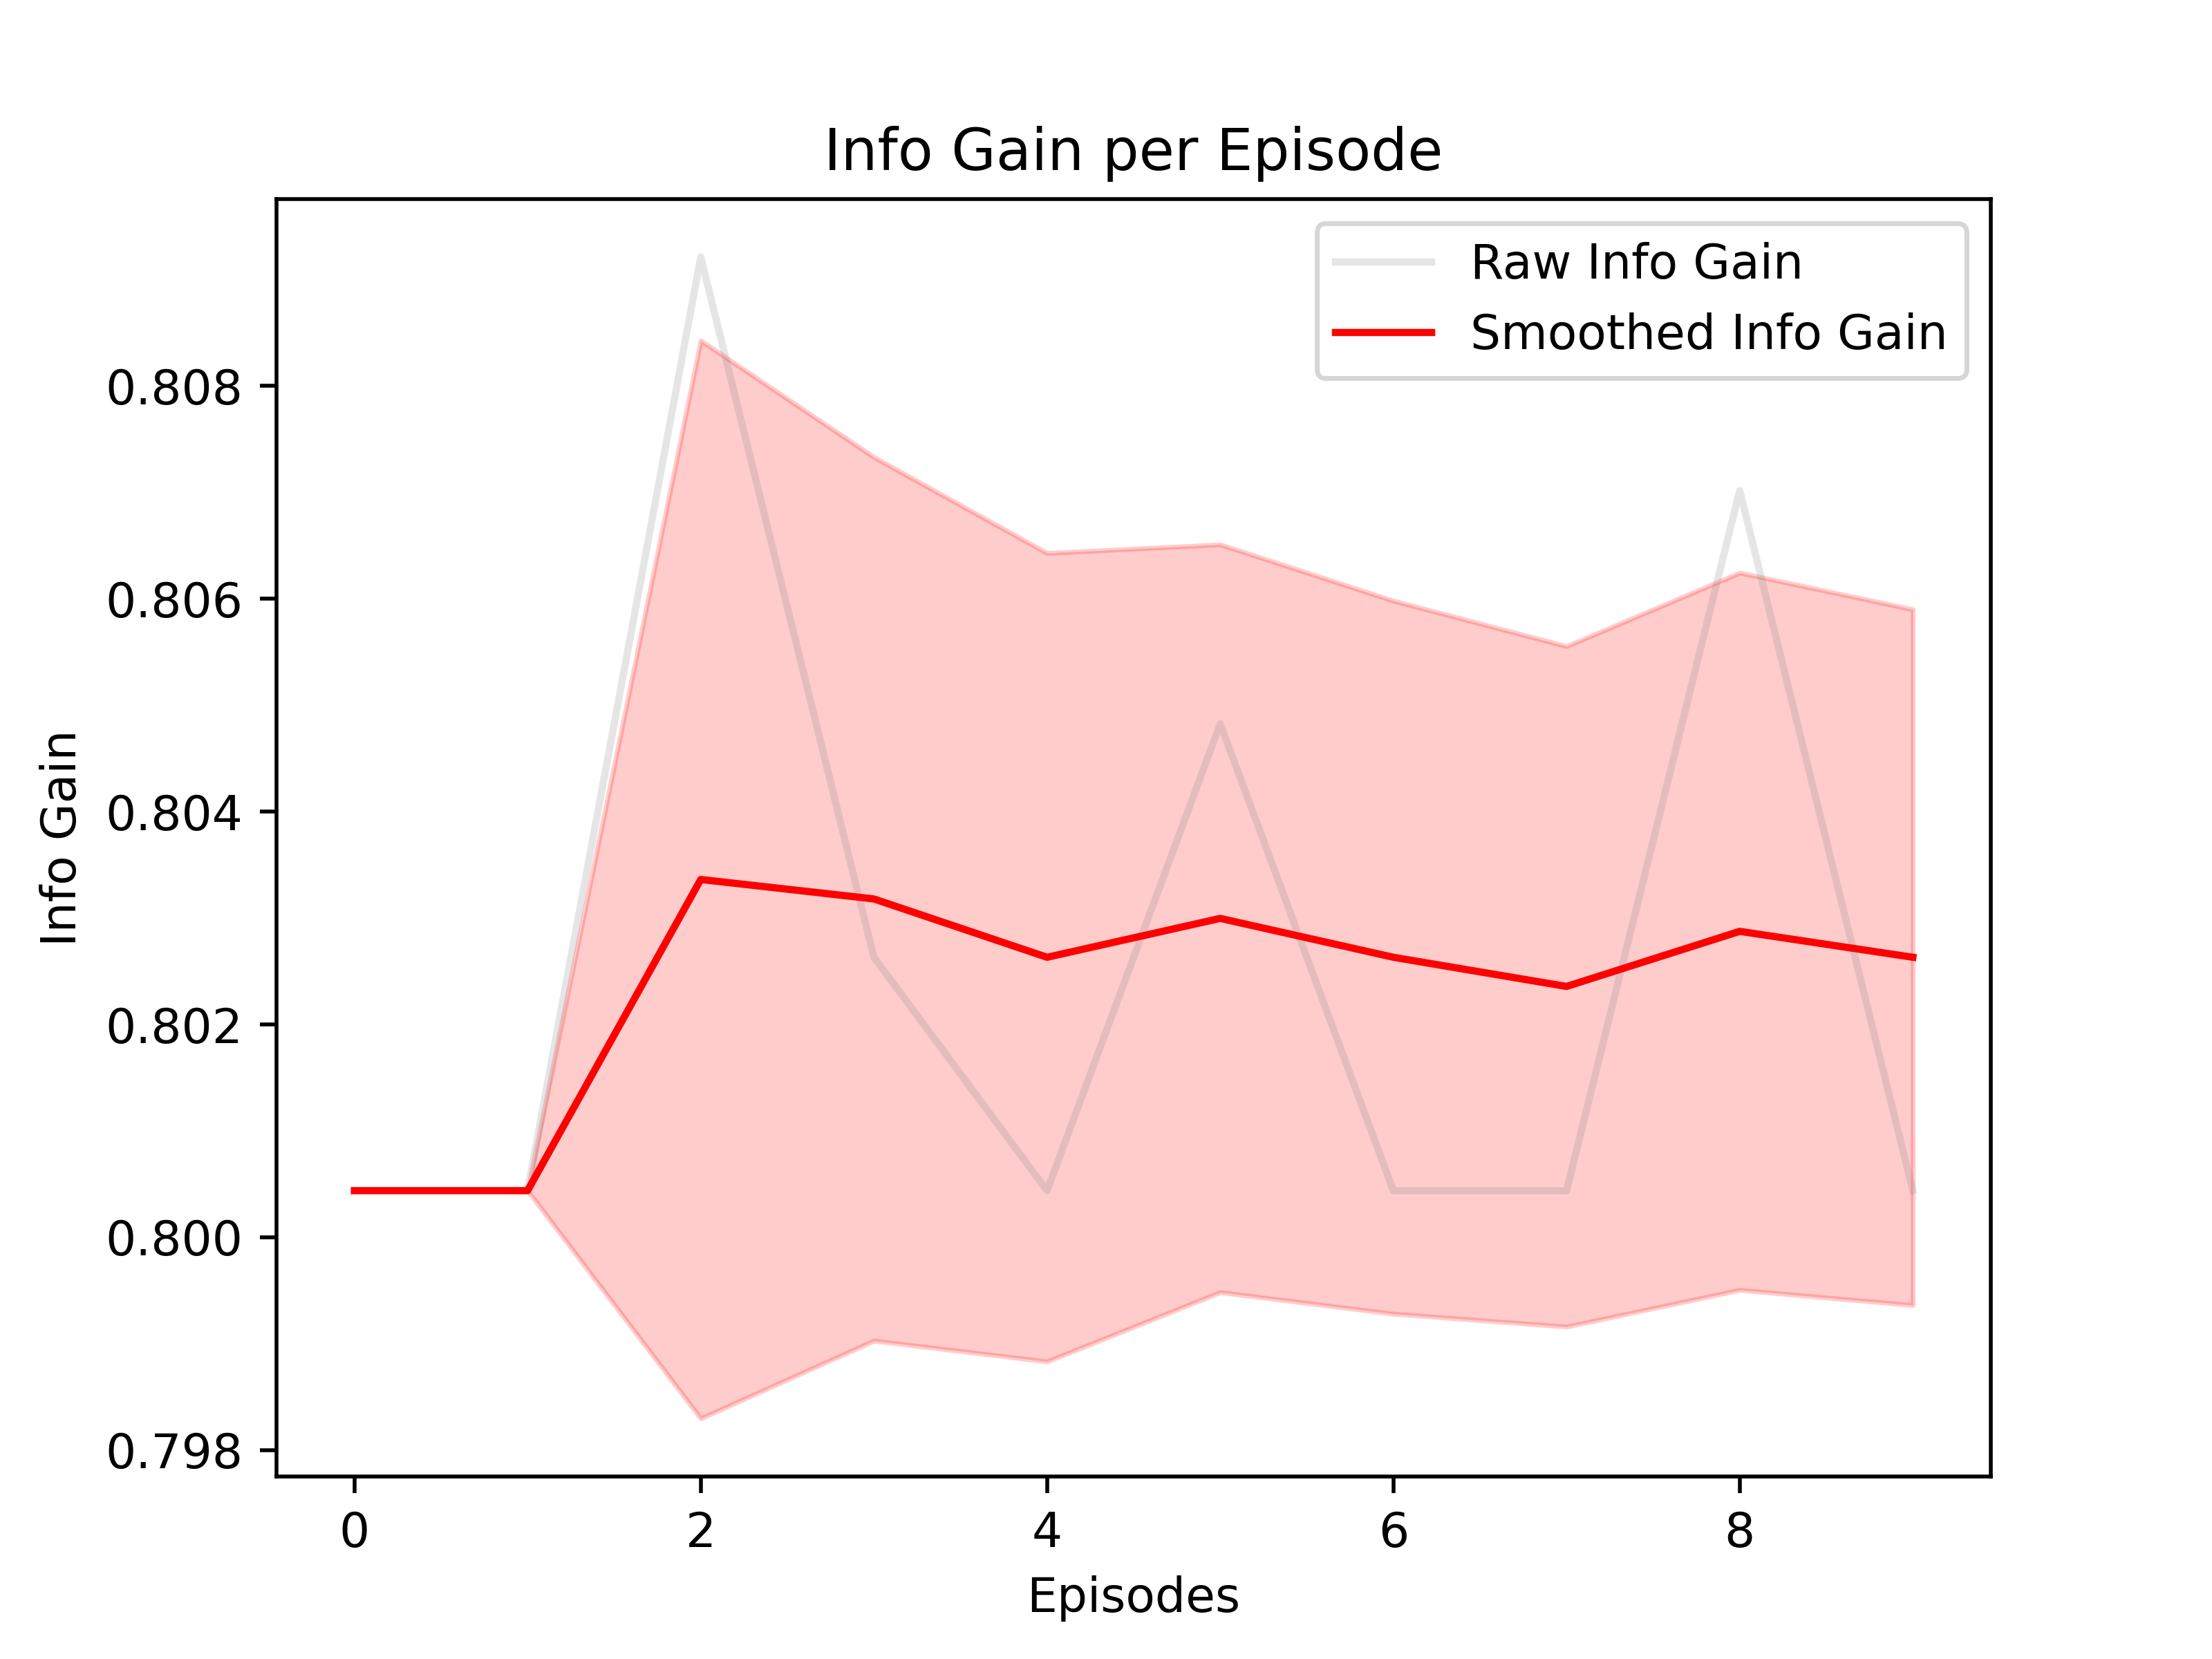 Info Gain per Episode
Raw Info Gain
Smoothed Info Gain
Info Gain
0.808
0.806
0.804
0.802
0.800
0.798
0 2 4 6 8
Episodes